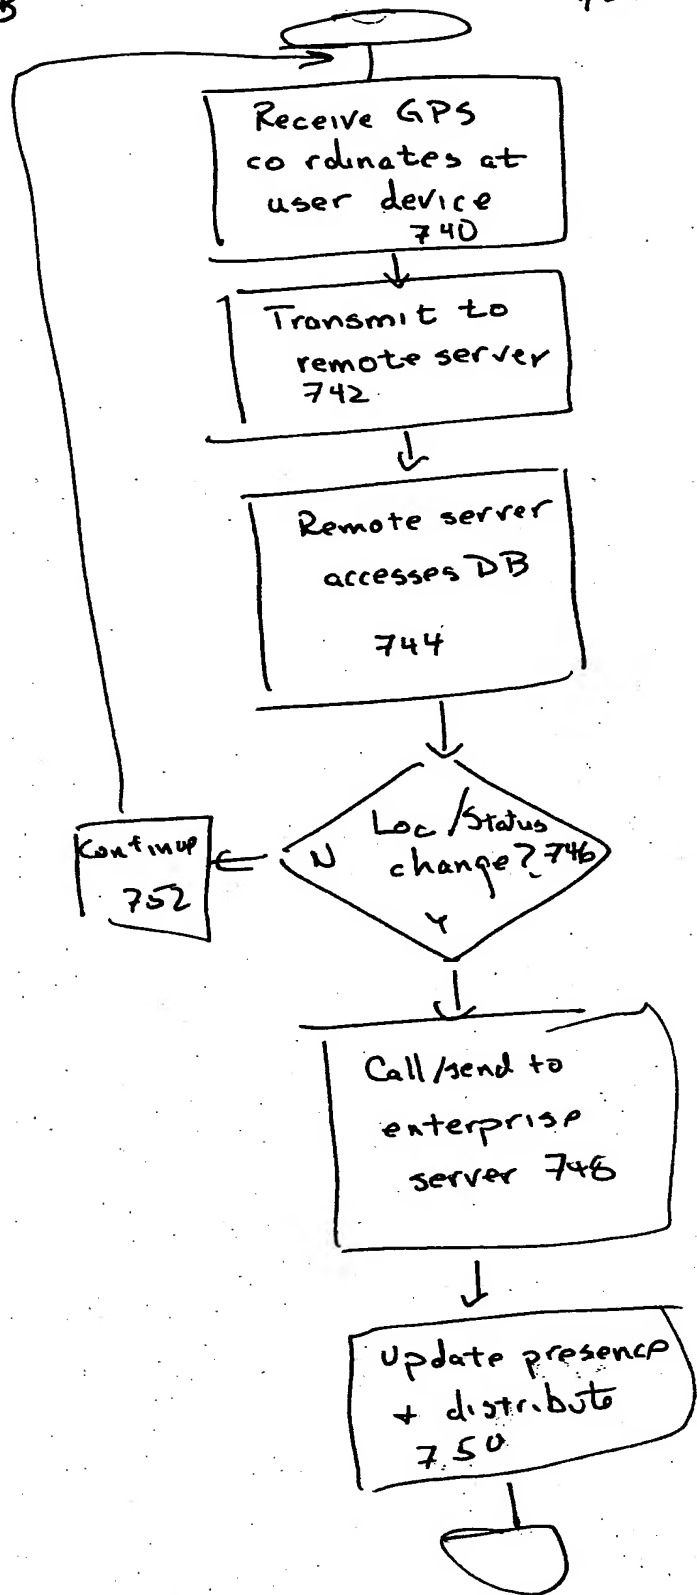 Receive GPS
co rdinates at
user device
740
Transmit to
remote server
742
Remote server
accesses DB
744
Loc/Status
change? 746
N
Y
Continue
752
Call/send to
enterprise
server 748
Update presence
+ distribute
750